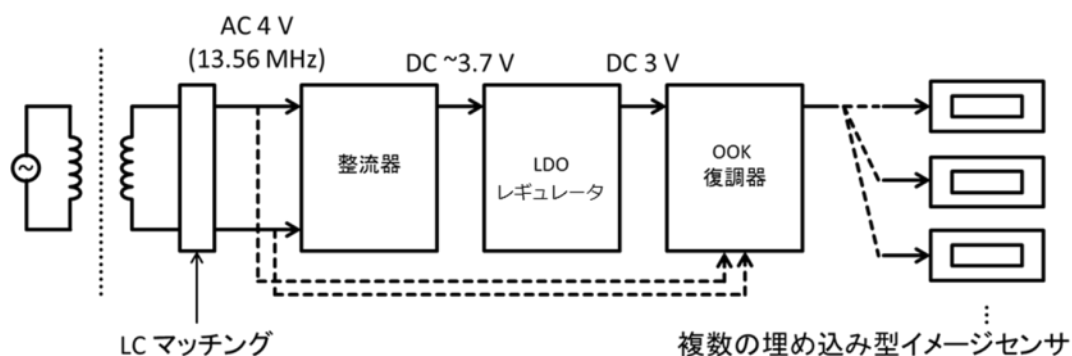 AC 4 V
(13.56 MHz)
DC ~3.7 V
DC 3 V
整流器
LDO
レギュレータ
OOK
復調器
LC マッチング
複数の埋め込み型イメージセンサ